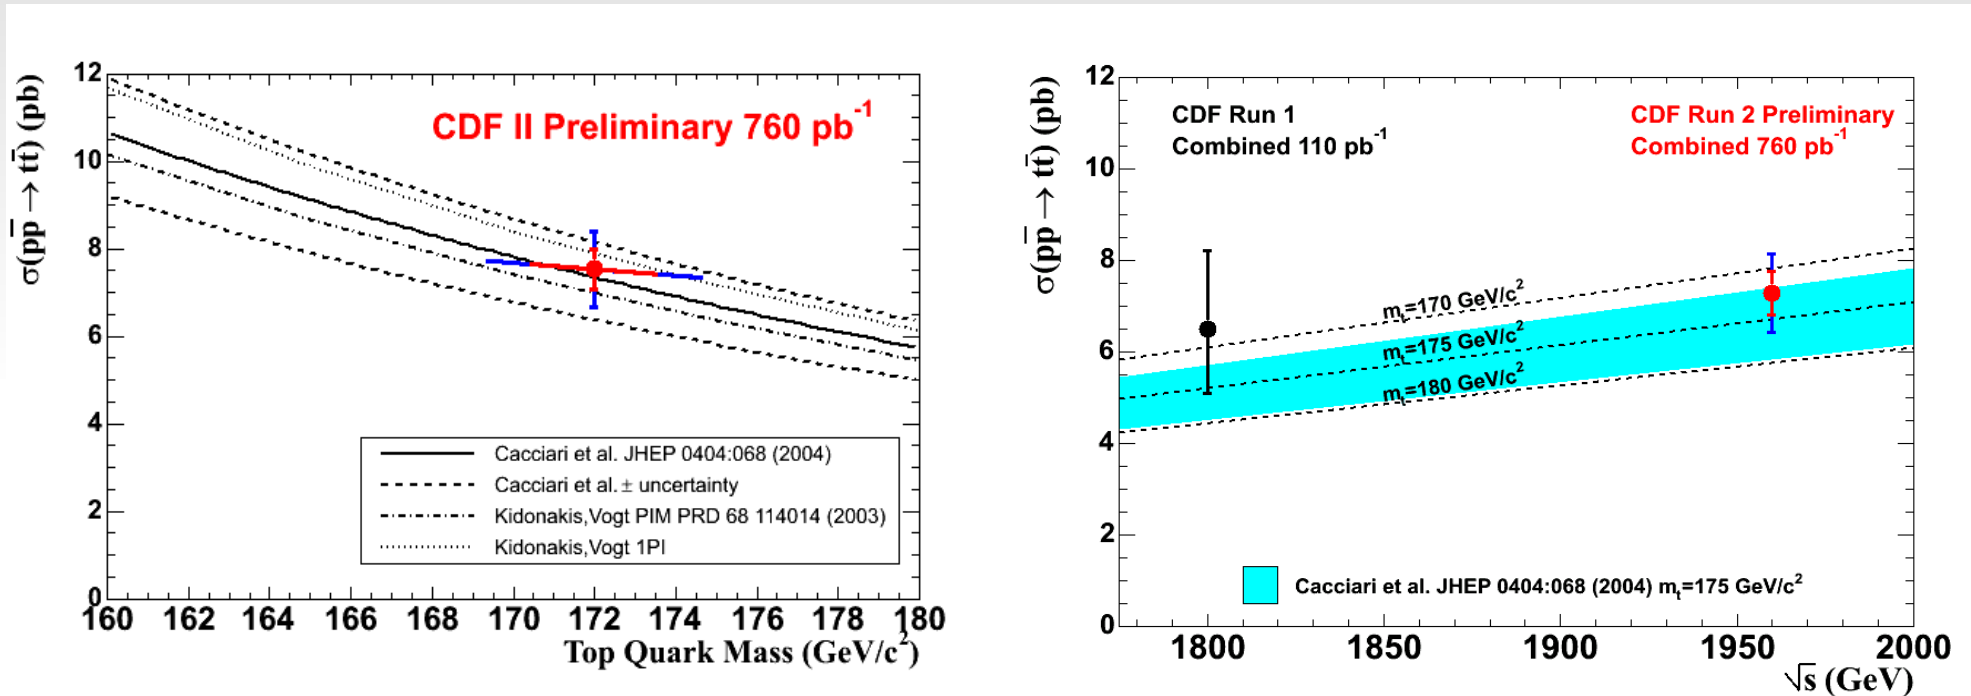 σ(pp̅ → tt̅) (pb)
12
10
8
6
4
2
0
CDF II Preliminary 760 pb⁻¹
Cacciari et al. JHEP 0404:068 (2004)
Cacciari et al. ± uncertainty
Kidonakis,Vogt PIM PRD 68 114014 (2003)
Kidonakis,Vogt 1PI
160 162 164 166 168 170 172 174 176 178 180
Top Quark Mass (GeV/c²)
σ(pp̅ → tt̅) (pb)
12
10
8
6
4
2
0
CDF Run 1
Combined 110 pb⁻¹
CDF Run 2 Preliminary
Combined 760 pb⁻¹
mₜ=170 GeV/c²
mₜ=175 GeV/c²
mₜ=180 GeV/c²
Cacciari et al. JHEP 0404:068 (2004) mₜ=175 GeV/c²
1800 1850 1900 1950 2000
√s (GeV)